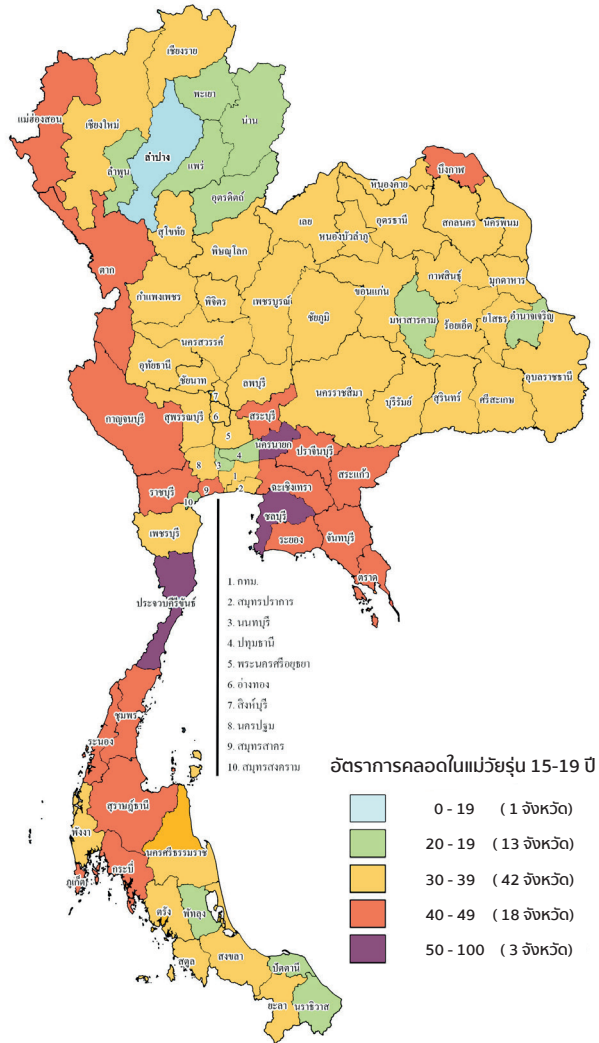 เชียงราย
พะเยา
แม่ฮ่องสอน
เชียงใหม่
น่าน
ลำปาง
ลำพูน
แพร่
อุตรดิตถ์
บึงกาฬ
หนองคาย
สุโขทัย
เลย
อุดรธานี
สกลนคร
นครพนม
หนองบัวลำภู
พิษณุโลก
ตาก
กาฬสินธุ์
มุกดาหาร
กำแพงเพชร
พิจิตร
เพชรบูรณ์
ชัยภูมิ
ขอนแก่น
มหาสารคาม
ร้อยเอ็ด
ยโสธร
อำนาจเจริญ
นครสวรรค์
อุทัยธานี
ชัยนาท
ลพบุรี
นครราชสีมา
บุรีรัมย์
สุรินทร์
ศรีสะเกษ
อุบลราชธานี
7
กาญจนบุรี
สุพรรณบุรี
6
สระบุรี
5
นครนายก
ปราจีนบุรี
4
8
3
สระแก้ว
1
ฉะเชิงเทรา
ราชบุรี
9
2
10
ชลบุรี
เพชรบุรี
ระยอง
จันทบุรี
ตราด
ประจวบคีรีขันธ์
1. กทม.
2. สมุทรปราการ
3. นนทบุรี
4. ปทุมธานี
5. พระนครศรีอยุธยา
6. อ่างทอง
7. สิงห์บุรี
8. นครปฐม
9. สมุทรสาคร
10. สมุทรสงคราม
ชุมพร
ระนอง
สุราษฎ์ธานี
พังงา
นครศรีธรรมราช
กระบี่
ภูเก็ต
ตรัง
พัทลุง
สตูล
สงขลา
ปัตตานี
ยะลา
นราธิวาส
อัตราการคลอดในแม่วัยรุ่น 15-19 ปี
0 - 19 ( 1 จังหวัด)
20 - 19 ( 13 จังหวัด)
30 - 39 ( 42 จังหวัด)
40 - 49 ( 18 จังหวัด)
50 - 100 ( 3 จังหวัด)